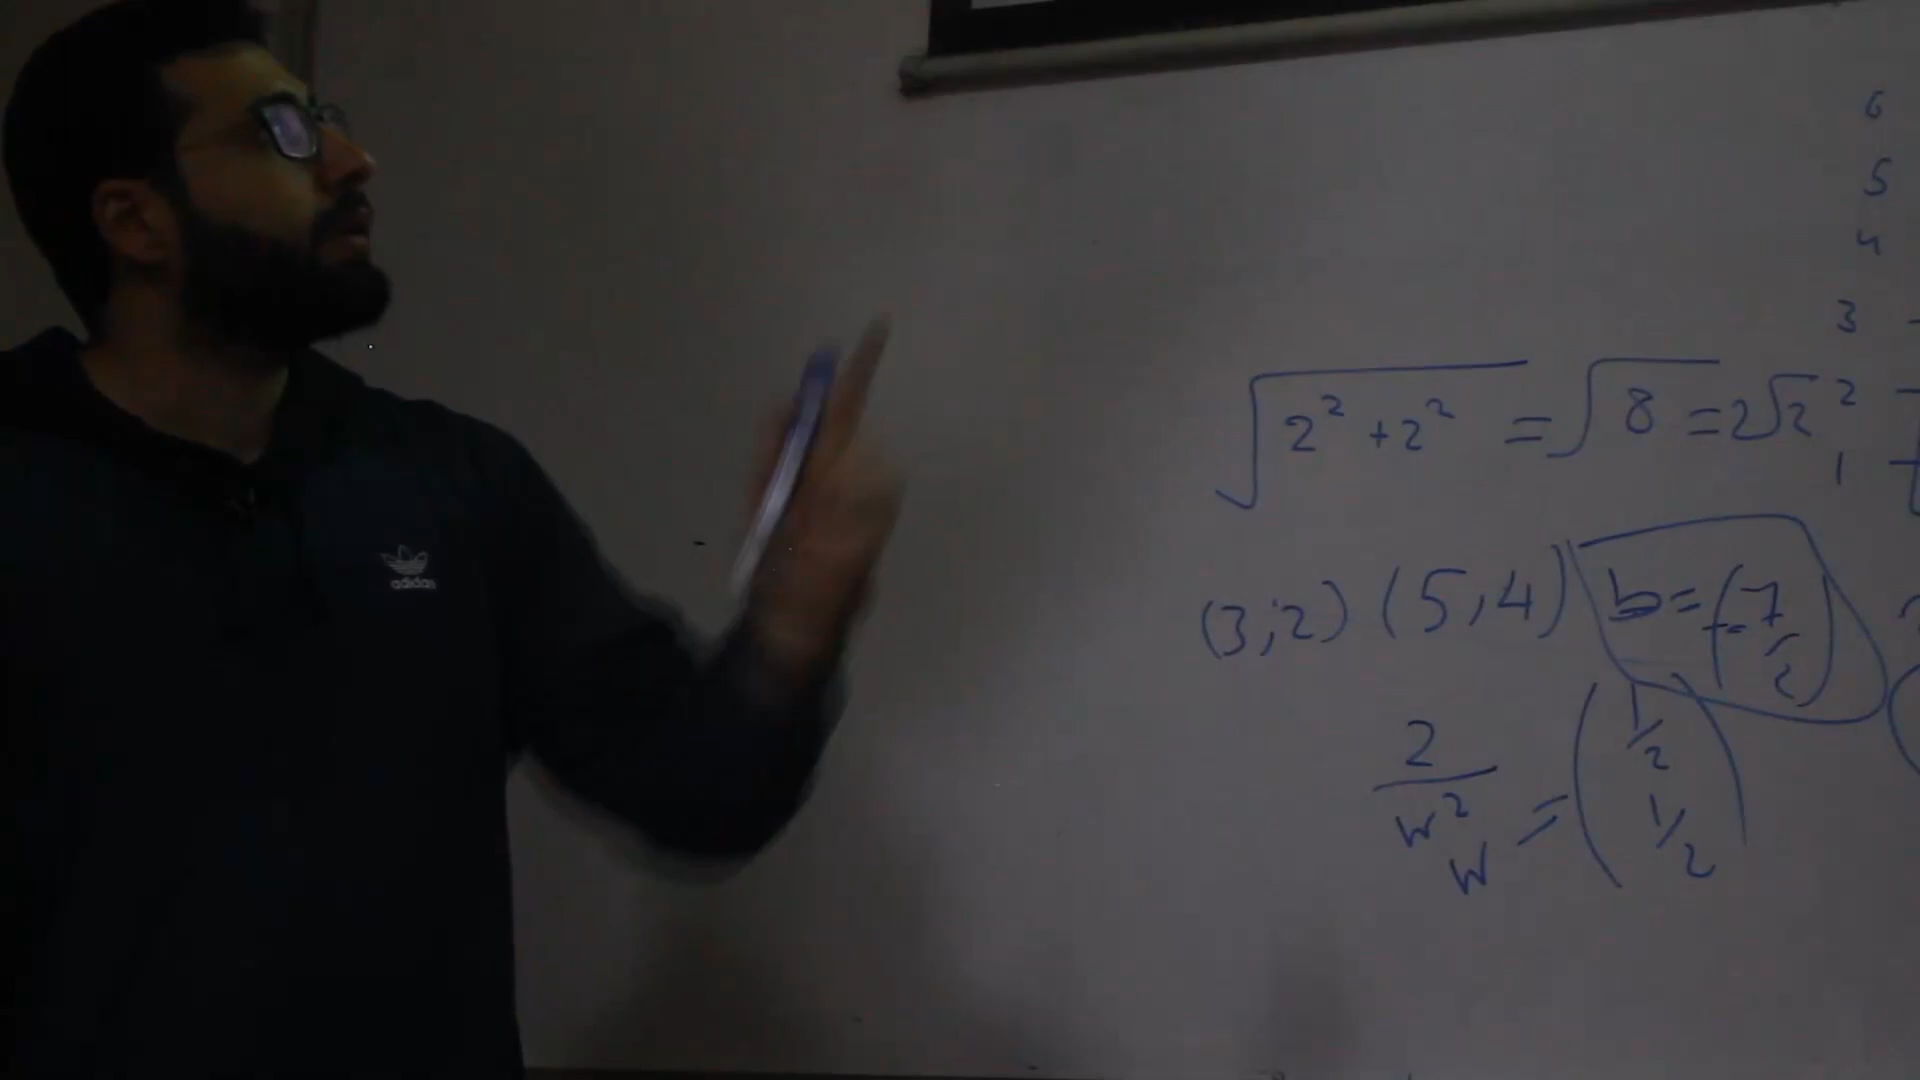 6
5
4
3
2
1
√2² + 2² = √8 = 2√2
(3;2) (5,4) b = (-7/2)
2/w²
w = (1/2
1/2)
adidas